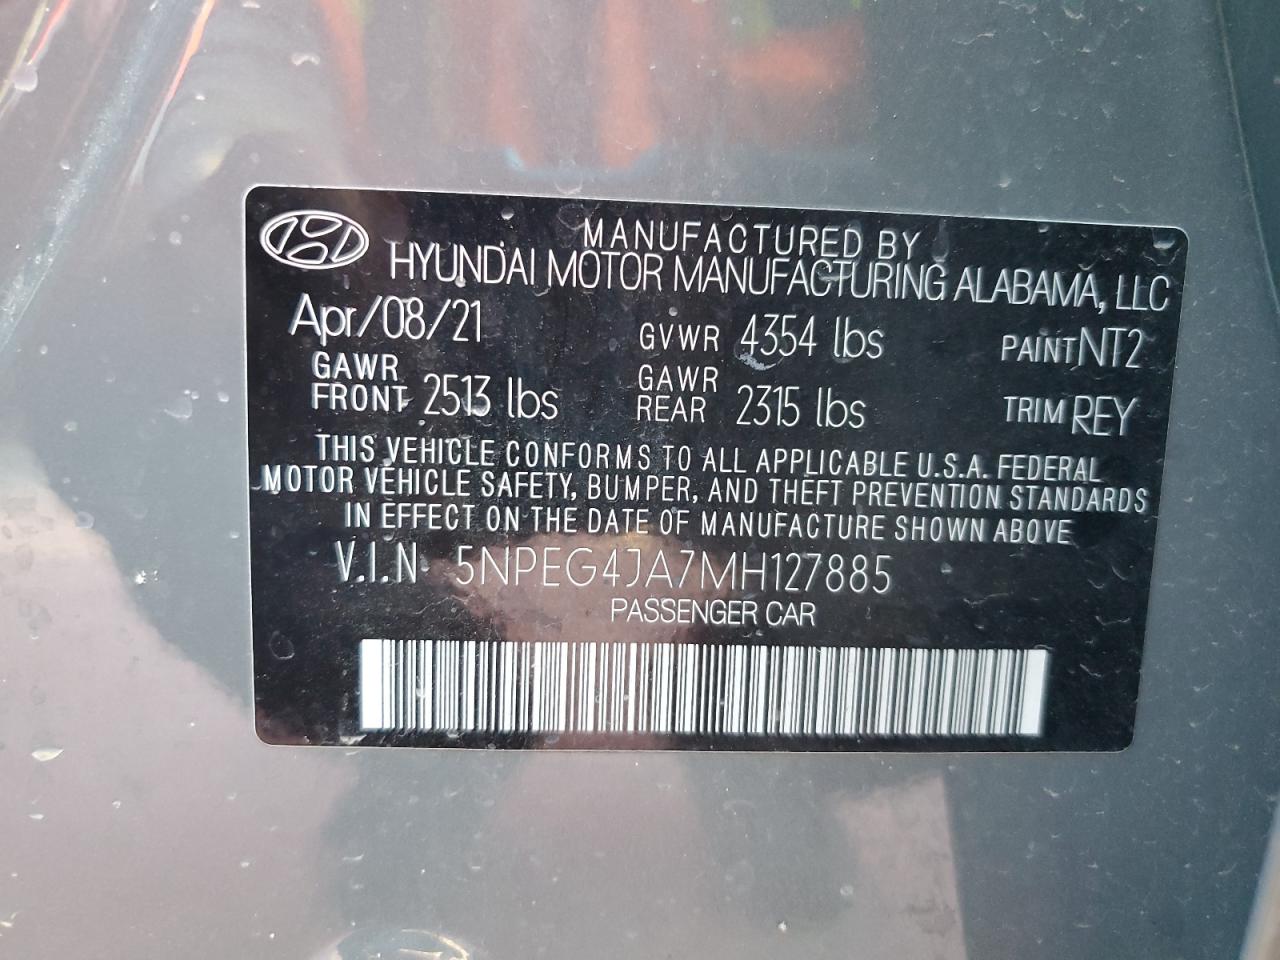 MANUFACTURED BY
HYUNDAI MOTOR MANUFACTURING ALABAMA, LLC
Apr/08/21 GVWR 4354 lbs PAINT NT2
GAWR FRONT 2513 lbs GAWR REAR 2315 lbs TRIM REY
THIS VEHICLE CONFORMS TO ALL APPLICABLE U.S.A. FEDERAL
MOTOR VEHICLE SAFETY, BUMPER, AND THEFT PREVENTION STANDARDS
IN EFFECT ON THE DATE OF MANUFACTURE SHOWN ABOVE
V.I.N 5NPEG4JA7MH127885
PASSENGER CAR